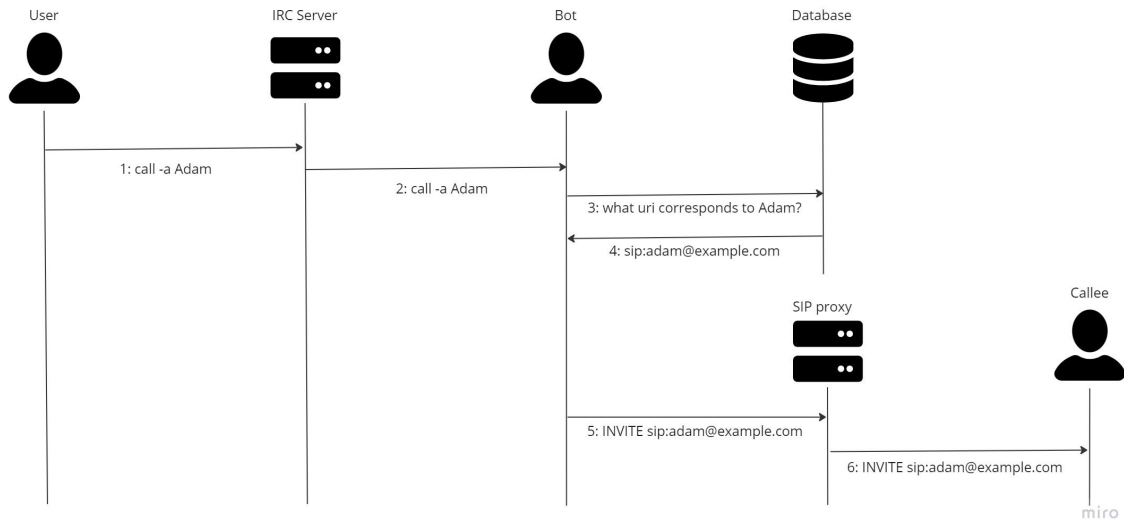 User
IRC Server
Bot
Database
1: call -a Adam
2: call -a Adam
3: what uri corresponds to Adam?
4: sip:adam@example.com
Callee
SIP proxy
5: INVITE sip:adam@example.com
6: INVITE sip:adam@example.com
miro